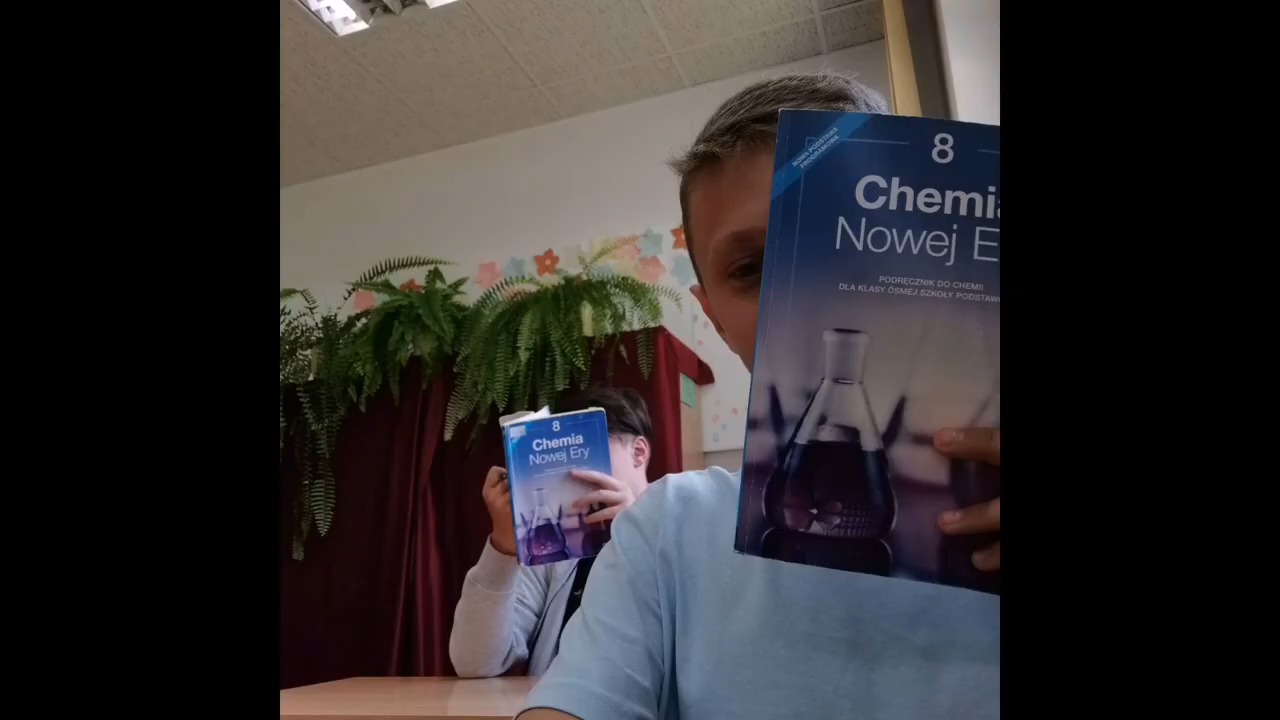 NOWA PODSTAWA
PROGRAMOWA
8
Chemia
Nowej E
PODRĘCZNIK DO CHEMII
DLA KLASY ÓSMEJ SZKOŁY PODSTAW
8
Chemia
Nowej Ery